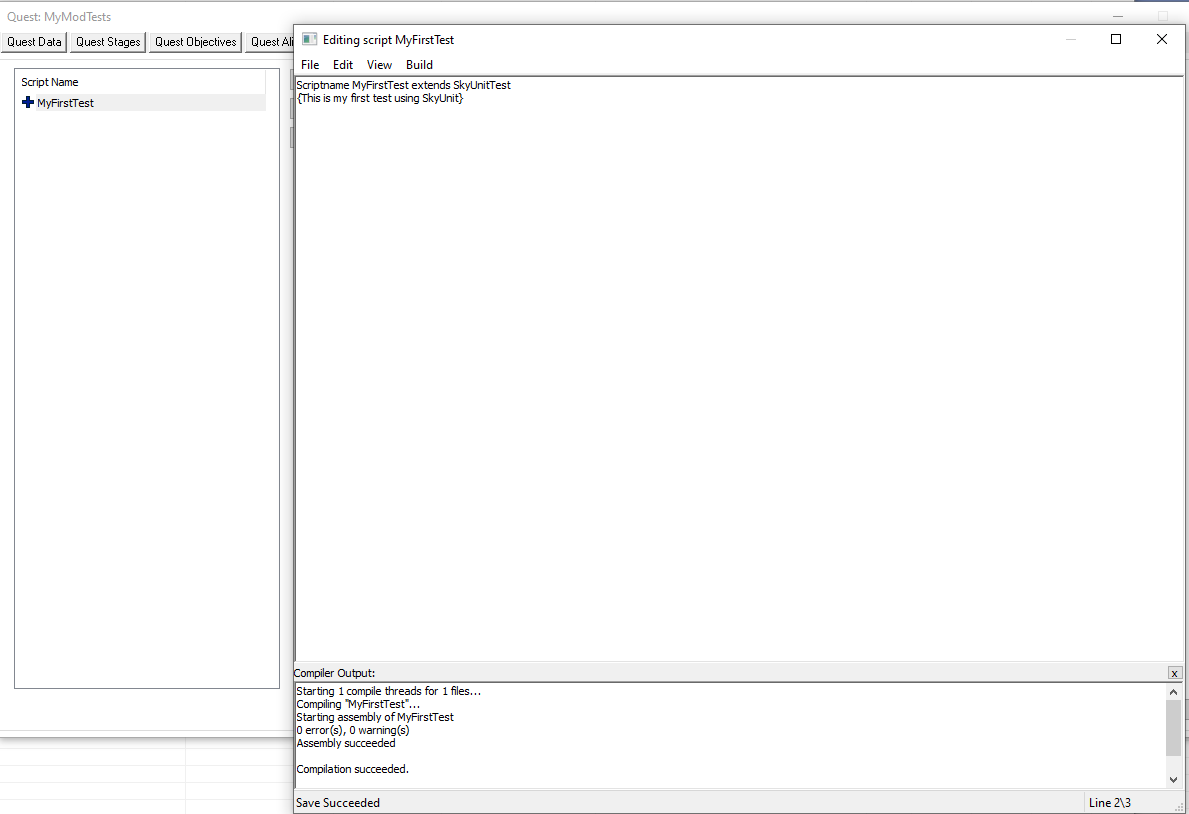 Quest: MyModTests
Quest Data Quest Stages Quest Objectives Quest Ali
Script Name
MyFirstTest
Editing script MyFirstTest
File Edit View Build
Scriptname MyFirstTest extends SkyUnitTest
{This is my first test using SkyUnit}
Compiler Output:
x
Starting 1 compile threads for 1 files...
Compiling "MyFirstTest"...
Starting assembly of MyFirstTest
0 error(s), 0 warning(s)
Assembly succeeded
Compilation succeeded.
Save Succeeded
Line 2\3